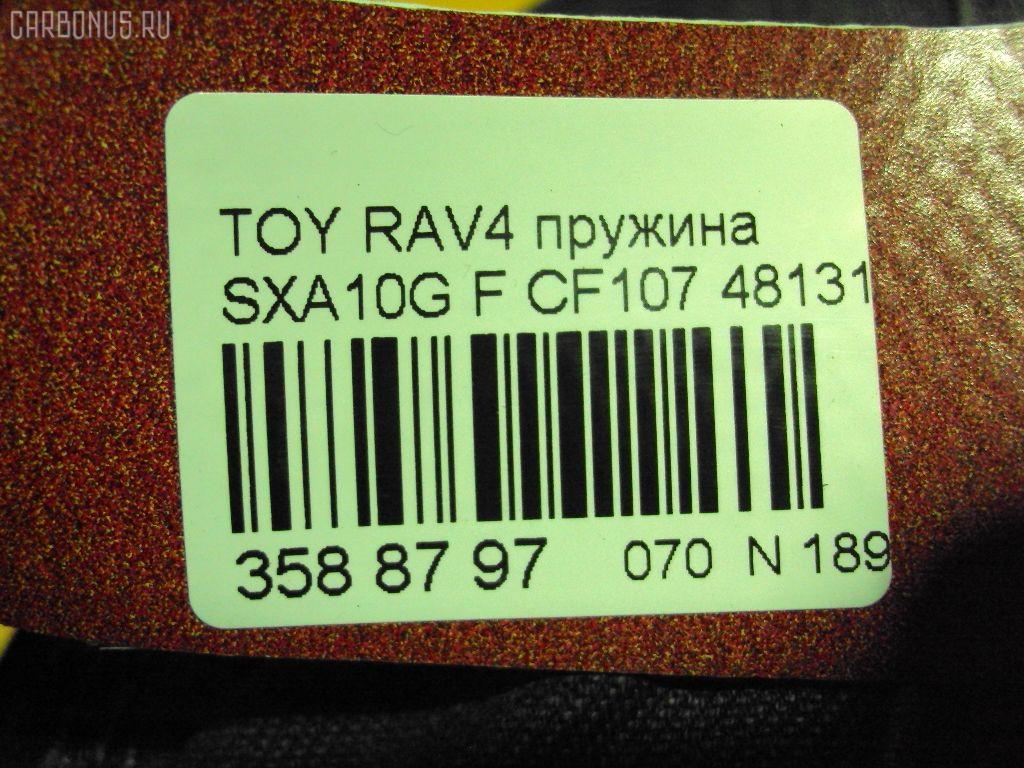 CARBONUS.RU
TOY RAV4 пружина
SXA10G F CF107 48131
358 87 97 070 N 189